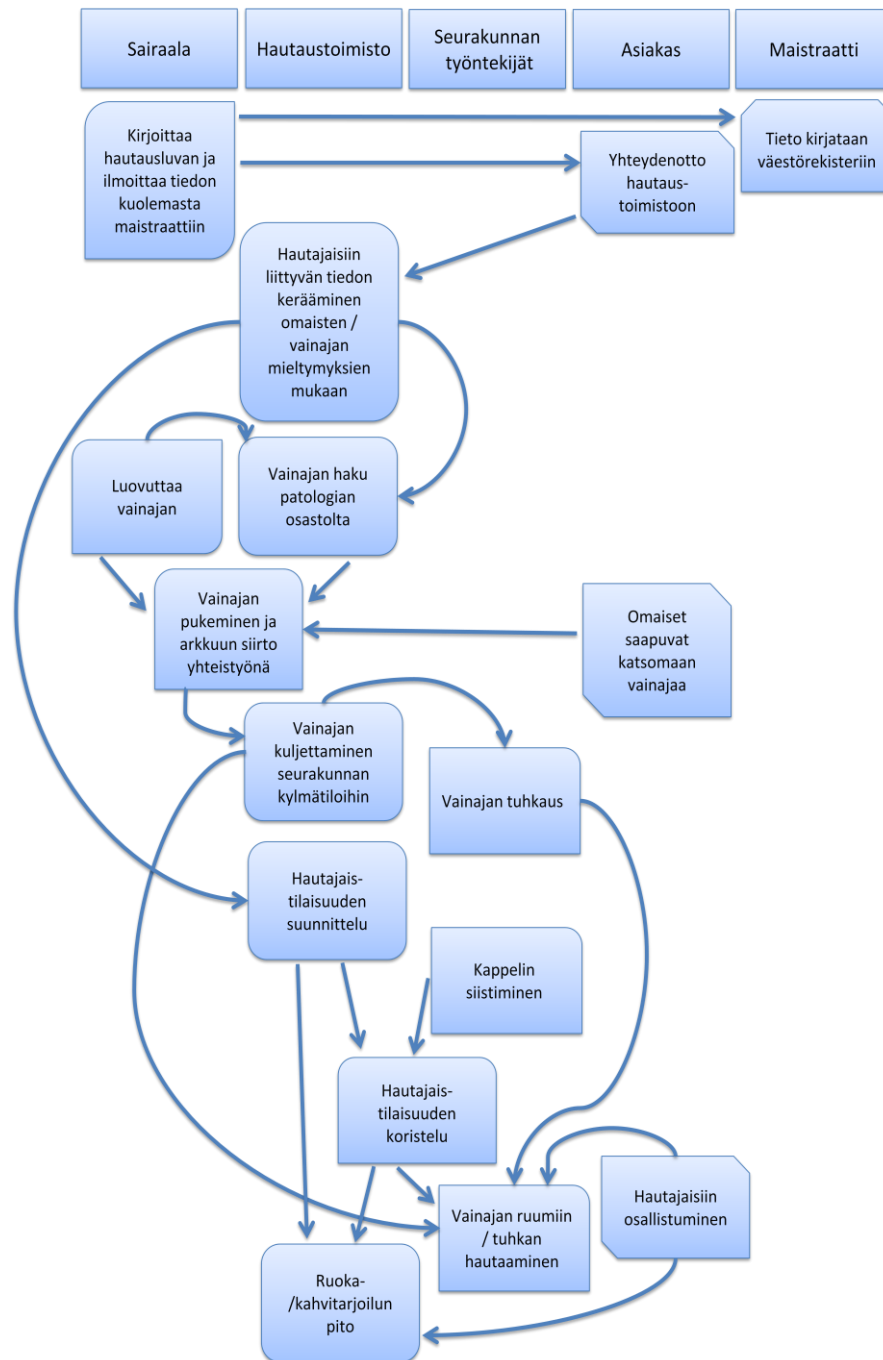 Sairaala
Hautaustoimisto
Seurakunnan
työntekijät
Asiakas
Maistraatti
Kirjoittaa
hautausluvan ja
ilmoittaa tiedon
kuolemasta
maistraattiin
Yhteydenotto
hautaus-
toimistoon
Tieto kirjataan
väestörekisteriin
Hautajaisiin
liittyvän tiedon
kerääminen
omaisten /
vainajan
mieltymyksien
mukaan
Luovuttaa
vainajan
Vainajan haku
patologian
osastolta
Vainajan
pukeminen ja
arkkuun siirto
yhteistyönä
Omaiset
saapuvat
katsomaan
vainajaa
Vainajan
kuljettaminen
seurakunnan
kylmätiloihin
Vainajan tuhkaus
Hautajais-
tilaisuuden
suunnittelu
Kappelin
siistiminen
Hautajais-
tilaisuuden
koristelu
Vainajan ruumiin
/ tuhkan
hautaaminen
Hautajaisiin
osallistuminen
Ruoka-
/kahvitarjoilun
pito